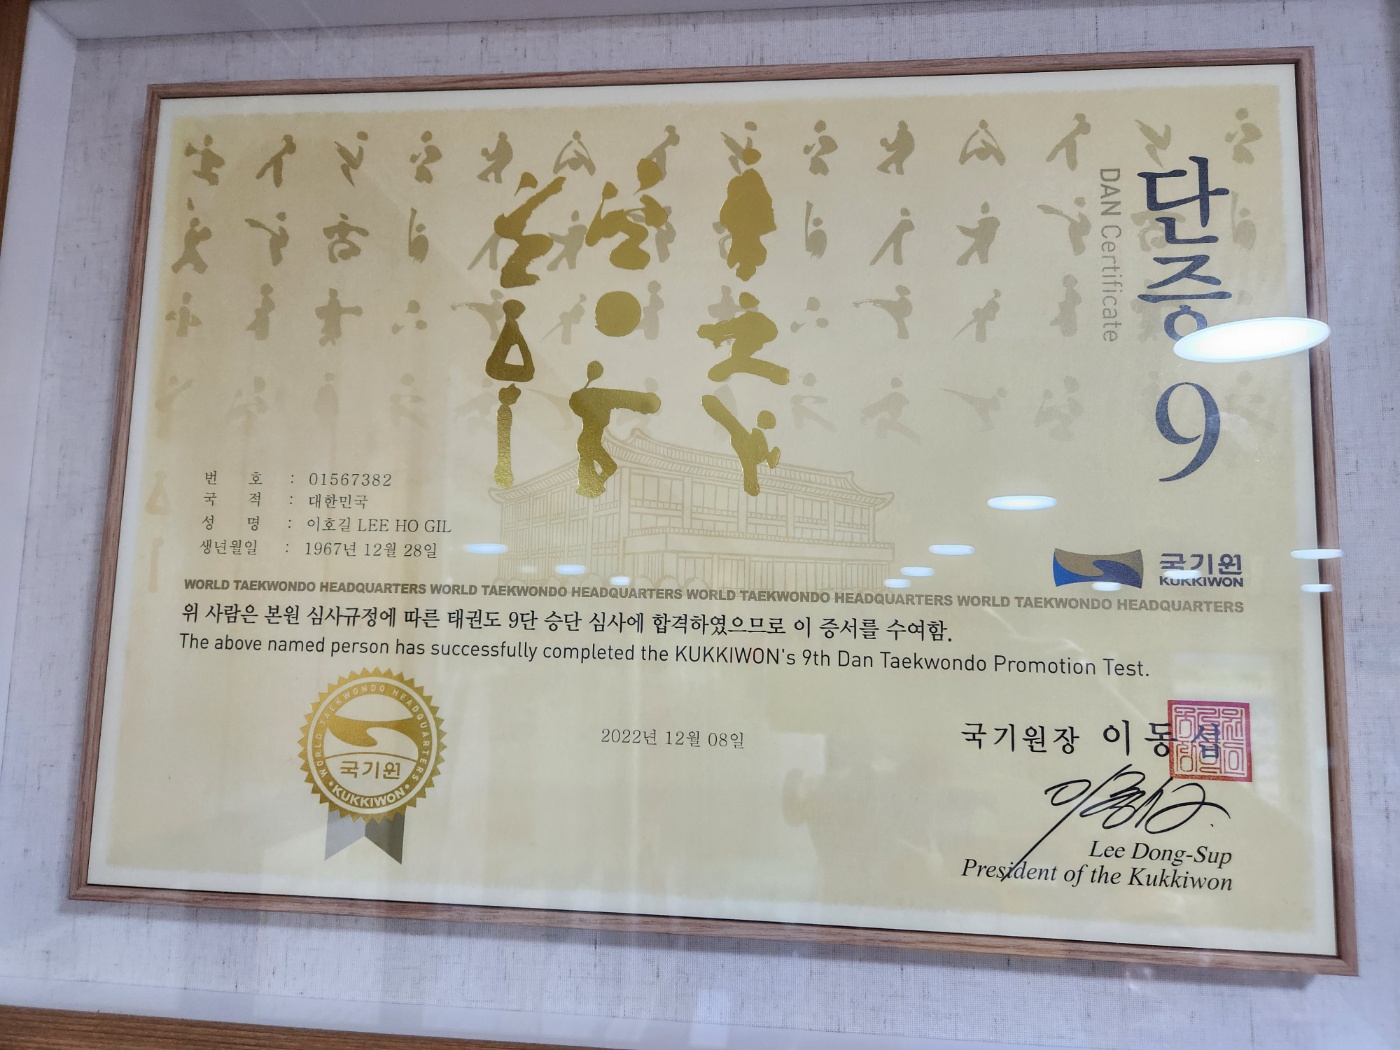 단증
DAN Certificate
9
번 호 : 01567382
국 적 : 대한민국
성 명 : 이호길 LEE HO GIL
생년월일 : 1967년 12월 28일
국기원
KUKKIWON
WORLD TAEKWONDO HEADQUARTERS WORLD TAEKWONDO HEADQUARTERS WORLD TAEKWONDO HEADQUARTERS WORLD TAEKWONDO HEADQUARTERS
위 사람은 본원 심사규정에 따른 태권도 9단 승단 심사에 합격하였으므로 이 증서를 수여함.
The above named person has successfully completed the KUKKIWON's 9th Dan Taekwondo Promotion Test.
WORLD TAEKWONDO HEADQUARTERS
국기원
KUKKIWON
2022년 12월 08일
국기원장 이동섭
Lee Dong-Sup
President of the Kukkiwon